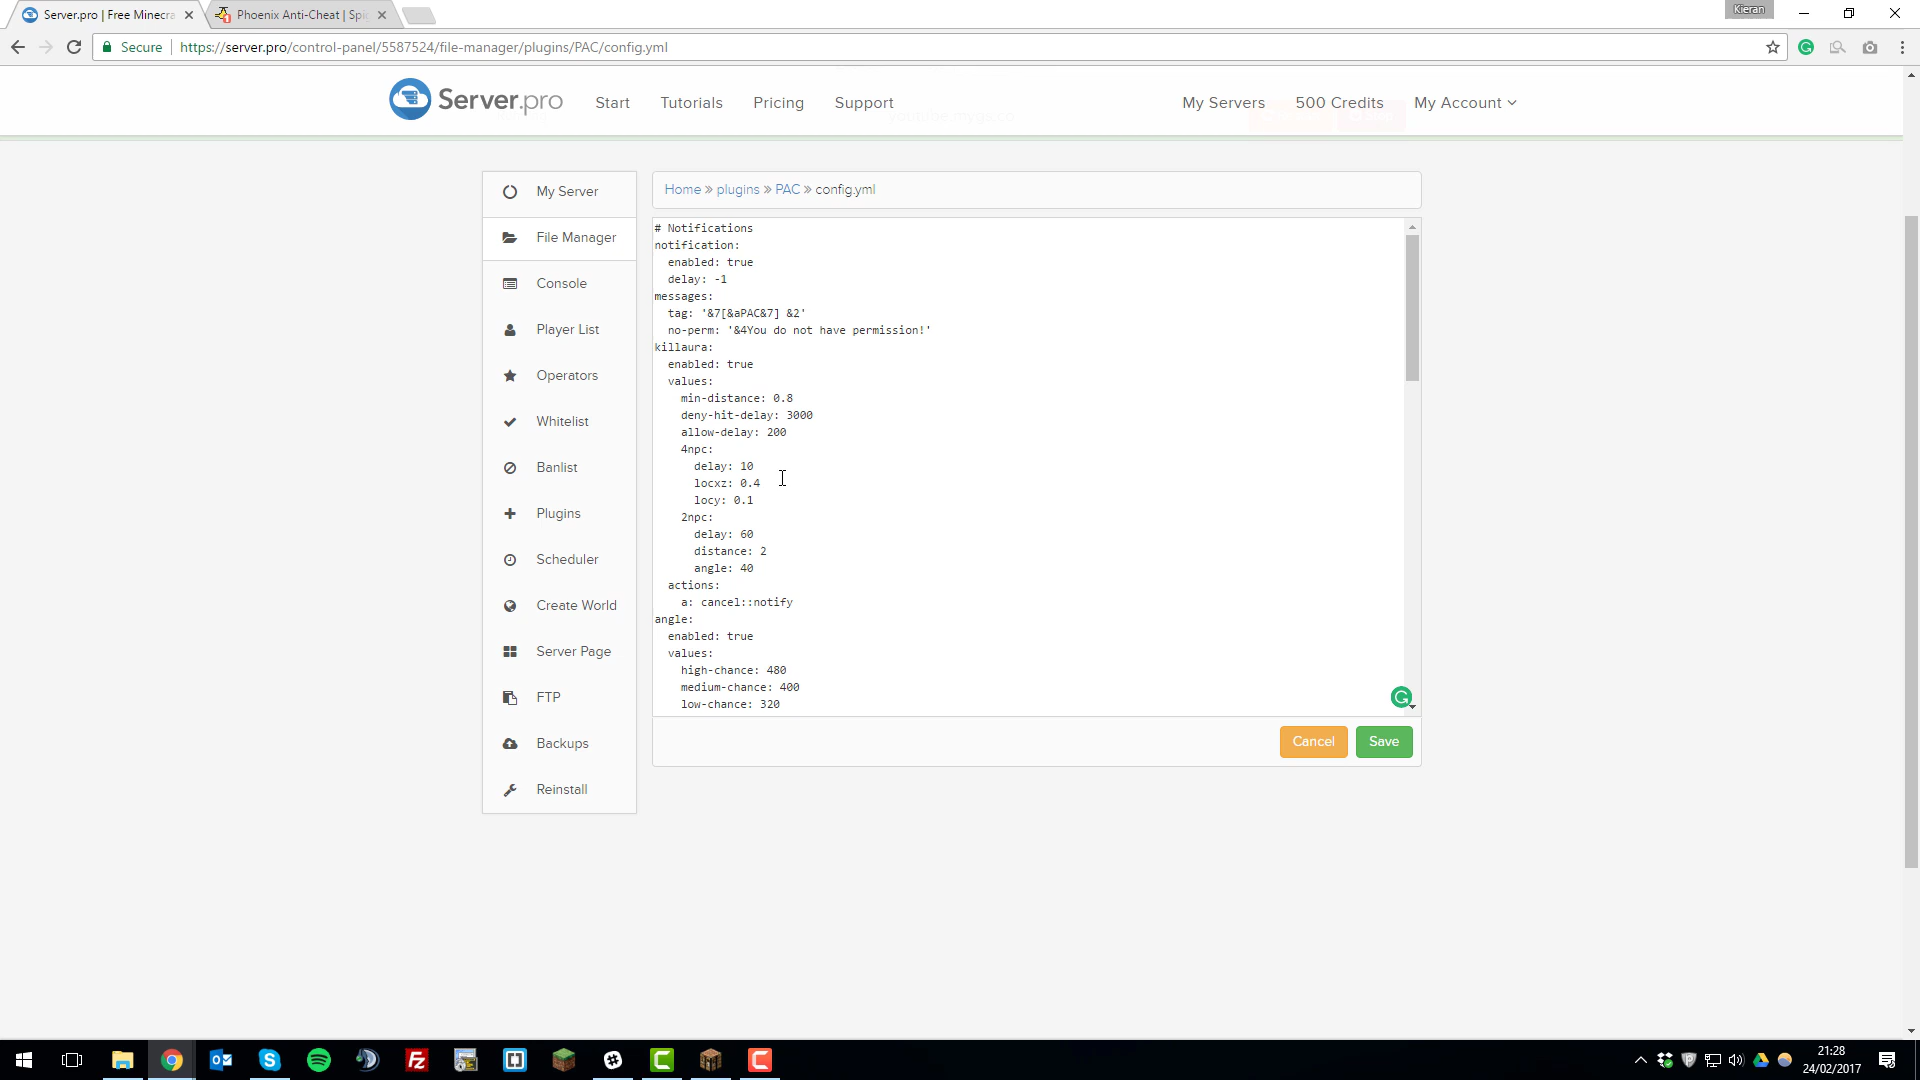 Server.pro | Free Minecra
Phoenix Anti-Cheat | Spi
Kieran
Secure
https://server.pro/control-panel/5587524/file-manager/plugins/PAC/config.yml
Server.pro
Start
Tutorials
Pricing
Support
My Servers
500 Credits
My Account
My Server
File Manager
Console
Player List
Operators
Whitelist
Banlist
Plugins
Scheduler
Create World
Server Page
FTP
Backups
Reinstall
Home » plugins » PAC » config.yml
# Notifications
notification:
enabled: true
delay: -1
messages:
tag: '&7[&aPAC&7] &2'
no-perm: '&4You do not have permission!'
killaura:
enabled: true
values:
min-distance: 0.8
deny-hit-delay: 3000
allow-delay: 200
4npc:
delay: 10
locxz: 0.4
locy: 0.1
2npc:
delay: 60
distance: 2
angle: 40
actions:
a: cancel::notify
angle:
enabled: true
values:
high-chance: 480
medium-chance: 400
low-chance: 320
Cancel
Save
21:28
24/02/2017